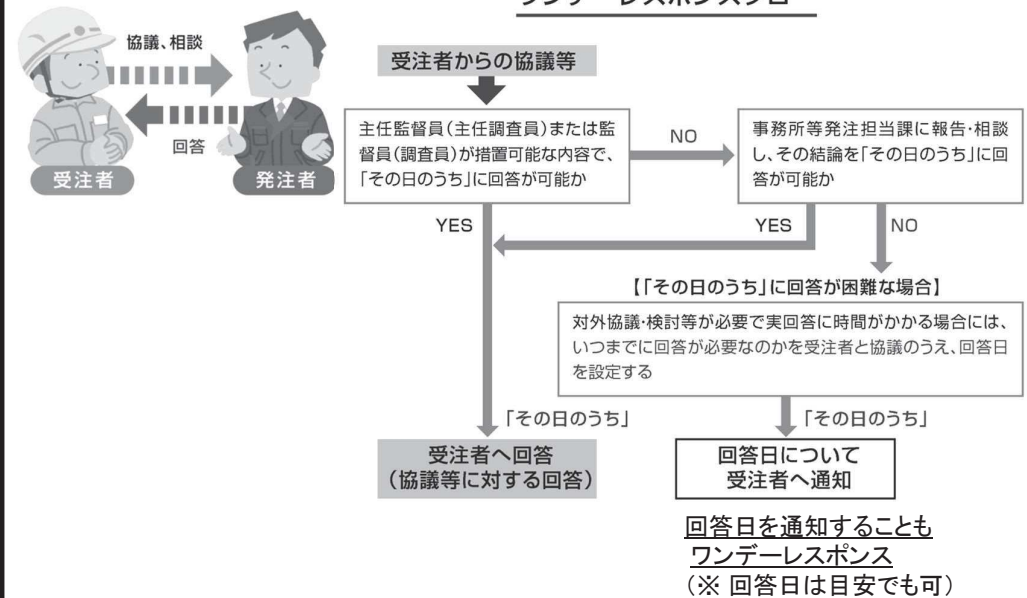 ワンデーレスポンスフロー
協議、相談
回答
受注者
発注者
受注者からの協議等
主任監督員(主任調査員)または監
督員(調査員)が措置可能な内容で、
「その日のうち」に回答が可能か
NO
事務所等発注担当課に報告・相談
し、その結論を「その日のうち」に回
答が可能か
YES
YES
NO
【「その日のうち」に回答が困難な場合】
対外協議・検討等が必要で実回答に時間がかかる場合には、
いつまでに回答が必要なのかを受注者と協議のうえ、回答日
を設定する
「その日のうち」
「その日のうち」
受注者へ回答
(協議等に対する回答)
回答日について
受注者へ通知
回答日を通知することも
ワンデーレスポンス
(※ 回答日は目安でも可)